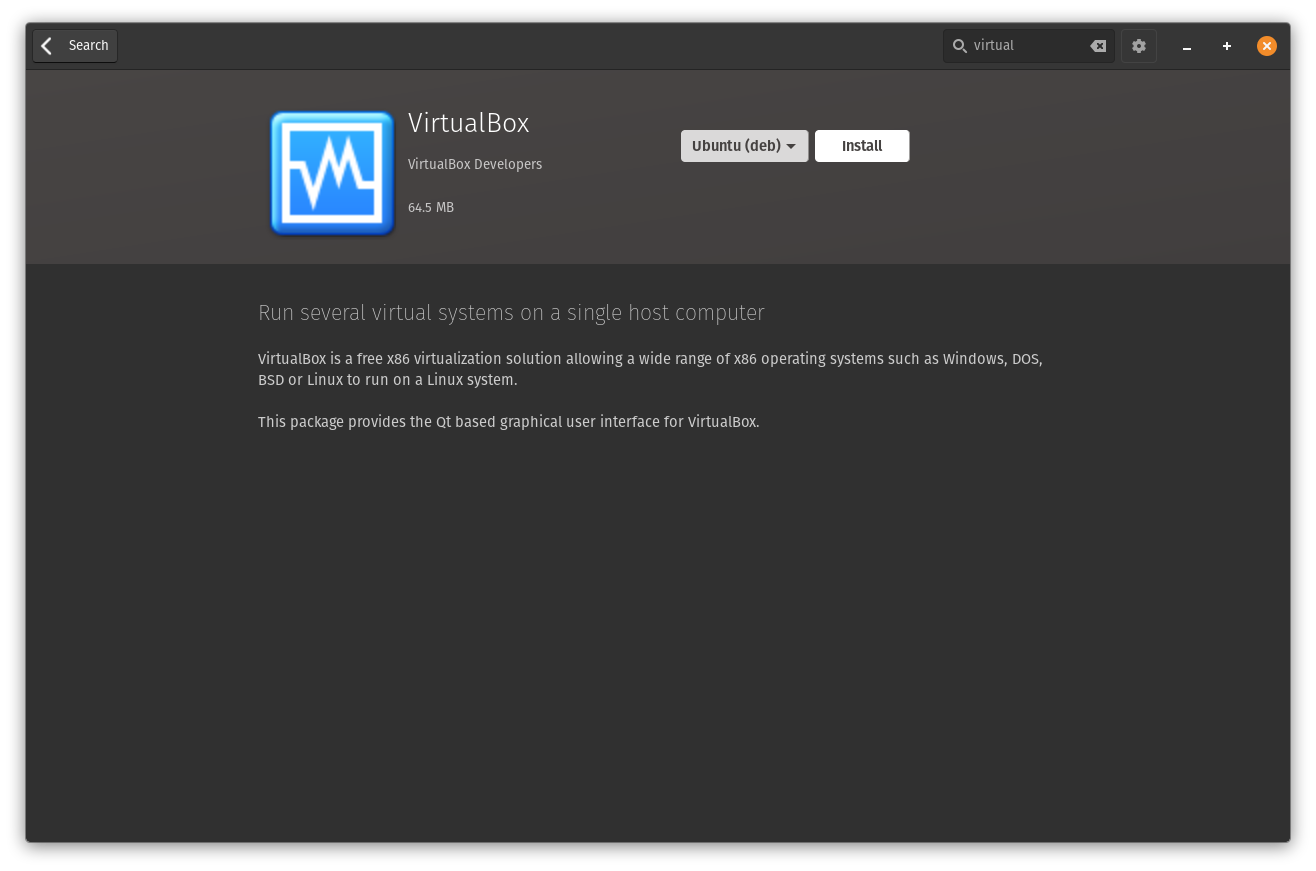 Search
virtual
VirtualBox
VirtualBox Developers
64.5 MB
Ubuntu (deb)
Install
Run several virtual systems on a single host computer
VirtualBox is a free x86 virtualization solution allowing a wide range of x86 operating systems such as Windows, DOS,
BSD or Linux to run on a Linux system.
This package provides the Qt based graphical user interface for VirtualBox.